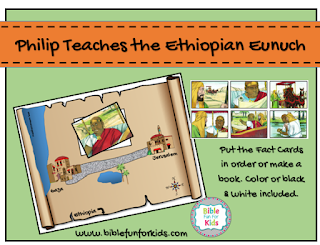 Philip Teaches the Ethiopian Eunuch
Jerusalem
Gaza
Ethiopia
Put the Fact Cards
in order or make a
book. Color or black
& white included.
Bible
Fun For
Kids
www.biblefunforkids.com